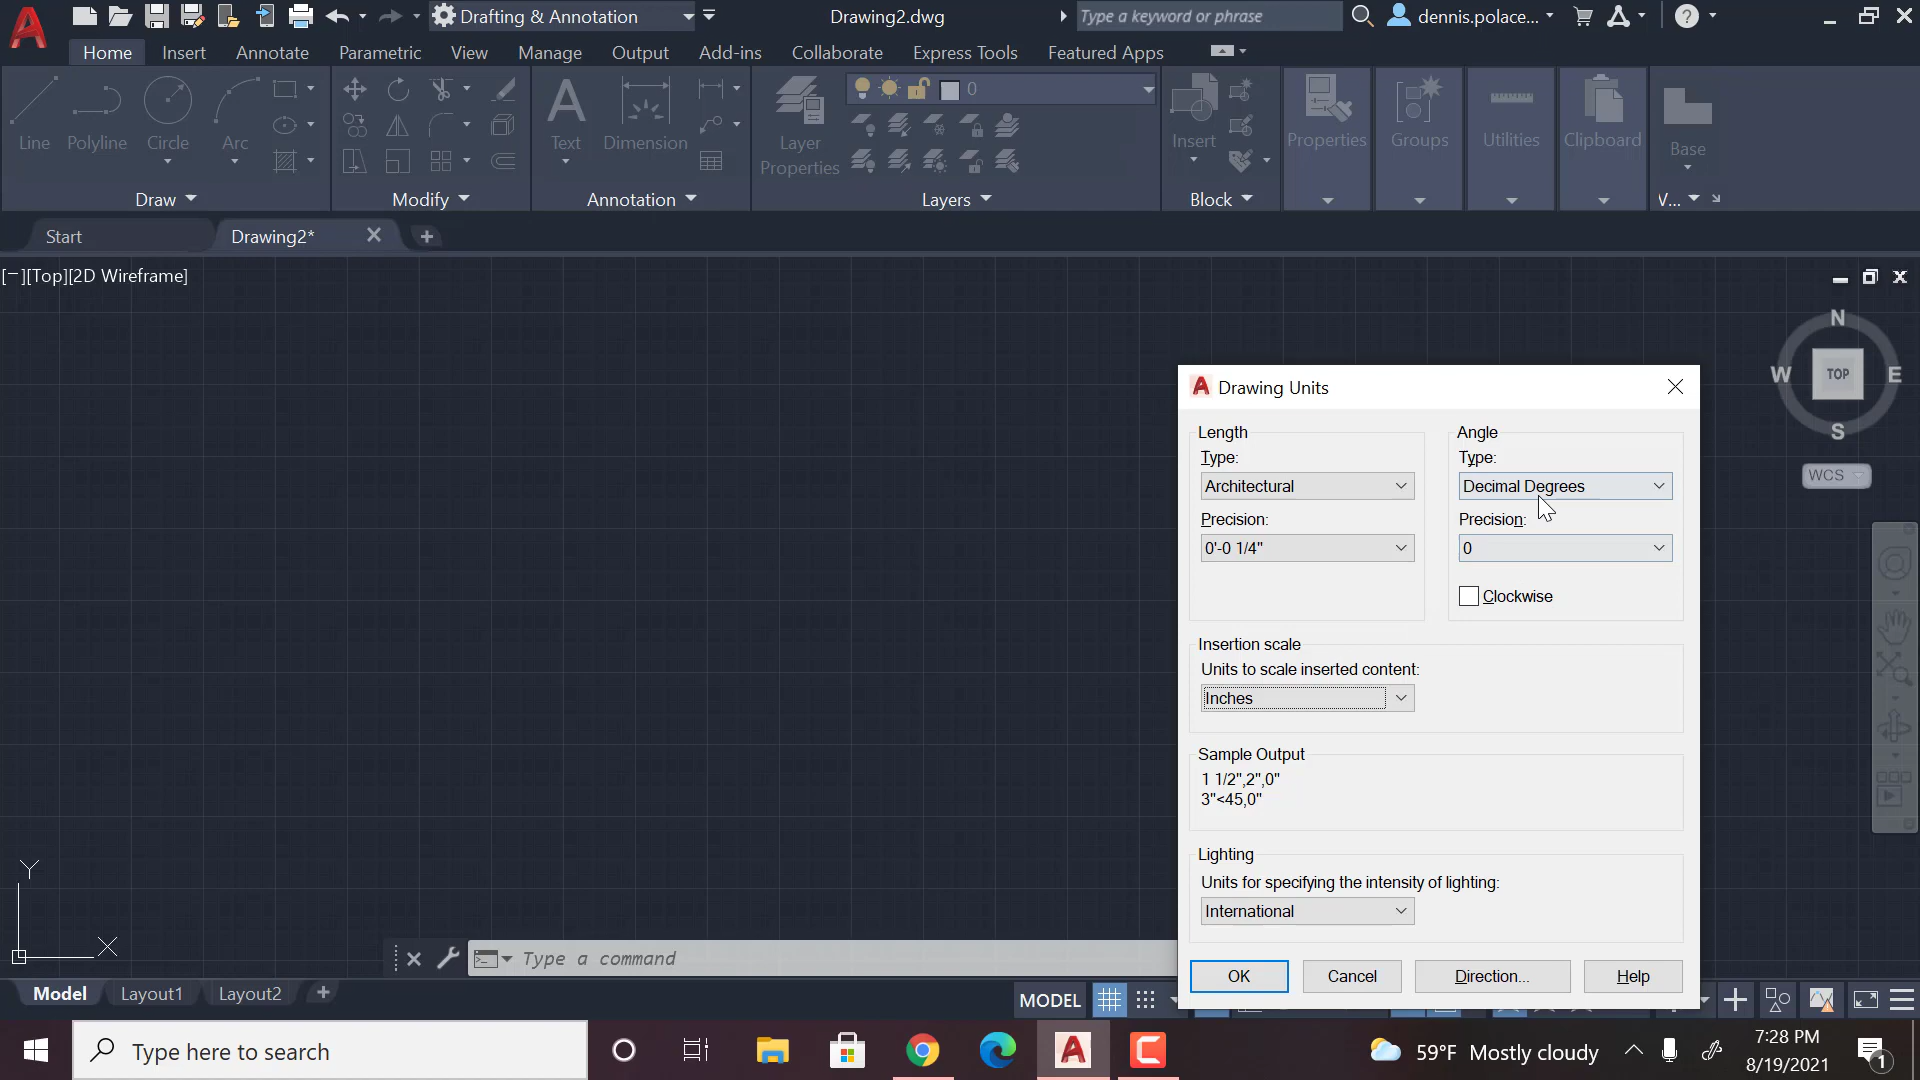 Drafting & Annotation
Drawing2.dwg
Type a keyword or phrase
dennis.polace...
Home
Insert
Annotate
Parametric
View
Manage
Output
Add-ins
Collaborate
Express Tools
Featured Apps
Line
Polyline
Circle
Arc
Draw
Modify
Text
Dimension
Annotation
Layer
Properties
0
Layers
Insert
Block
Properties
Groups
Utilities
Clipboard
Base
V...
Start
Drawing2*
[−][Top][2D Wireframe]
N
W
TOP
E
S
WCS
Drawing Units
Length
Type:
Architectural
Precision:
0'-0 1/4"
Angle
Type:
Decimal Degrees
Precision:
0
Clockwise
Insertion scale
Units to scale inserted content:
Inches
Sample Output
1 1/2",2",0"
3"<45,0"
Lighting
Units for specifying the intensity of lighting:
International
OK
Cancel
Direction...
Help
Y
X
Type a command
Model
Layout1
Layout2
MODEL
Type here to search
59°F Mostly cloudy
7:28 PM
8/19/2021
1